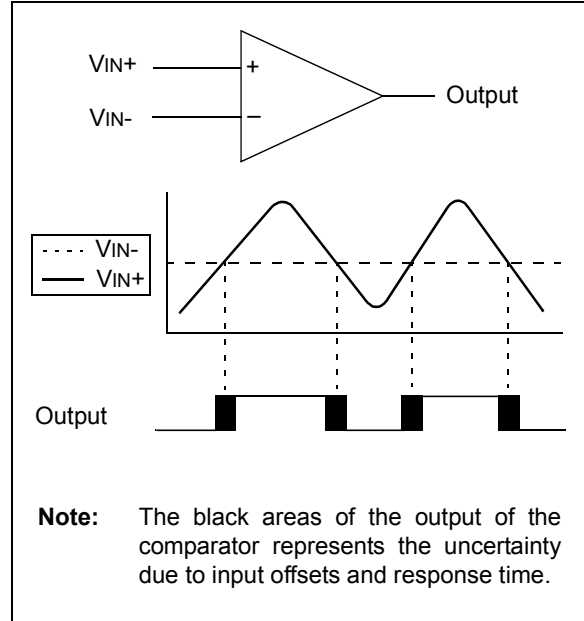 VIN+
+
Output
VIN-
–
VIN-
VIN+
Output
Note: The black areas of the output of the
comparator represents the uncertainty
due to input offsets and response time.